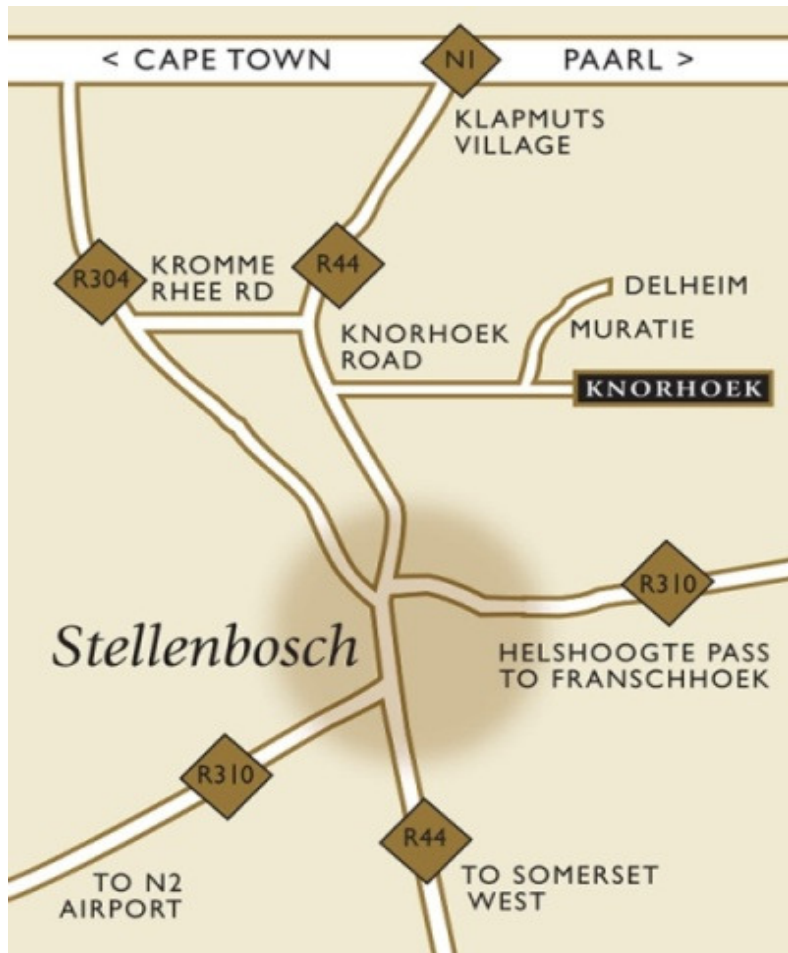 < CAPE TOWN
N1
PAARL >
KLAPMUTS
VILLAGE
R304
KROMME
RHEE RD
R44
DELHEIM
MURATIE
KNORHOEK
ROAD
KNORHOEK
R310
Stellenbosch
HELSHOOGTE PASS
TO FRANSCHHOEK
R310
R44
TO N2
AIRPORT
TO SOMERSET
WEST